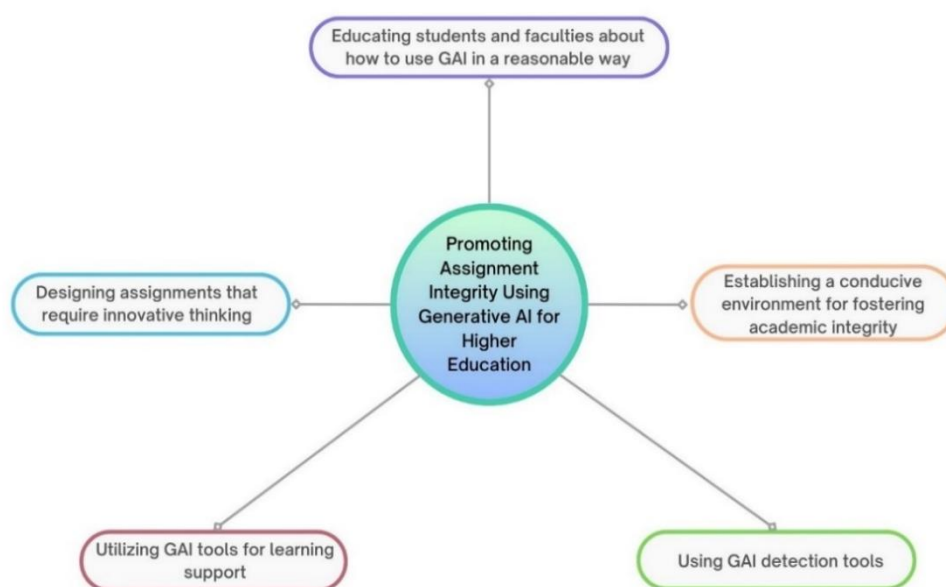 Educating students and faculties about
how to use GAI in a reasonable way
Promoting
Assignment
Integrity Using
Generative AI for
Higher
Education
Designing assignments that
require innovative thinking
Establishing a conducive
environment for fostering
academic integrity
Utilizing GAI tools for learning
support
Using GAI detection tools